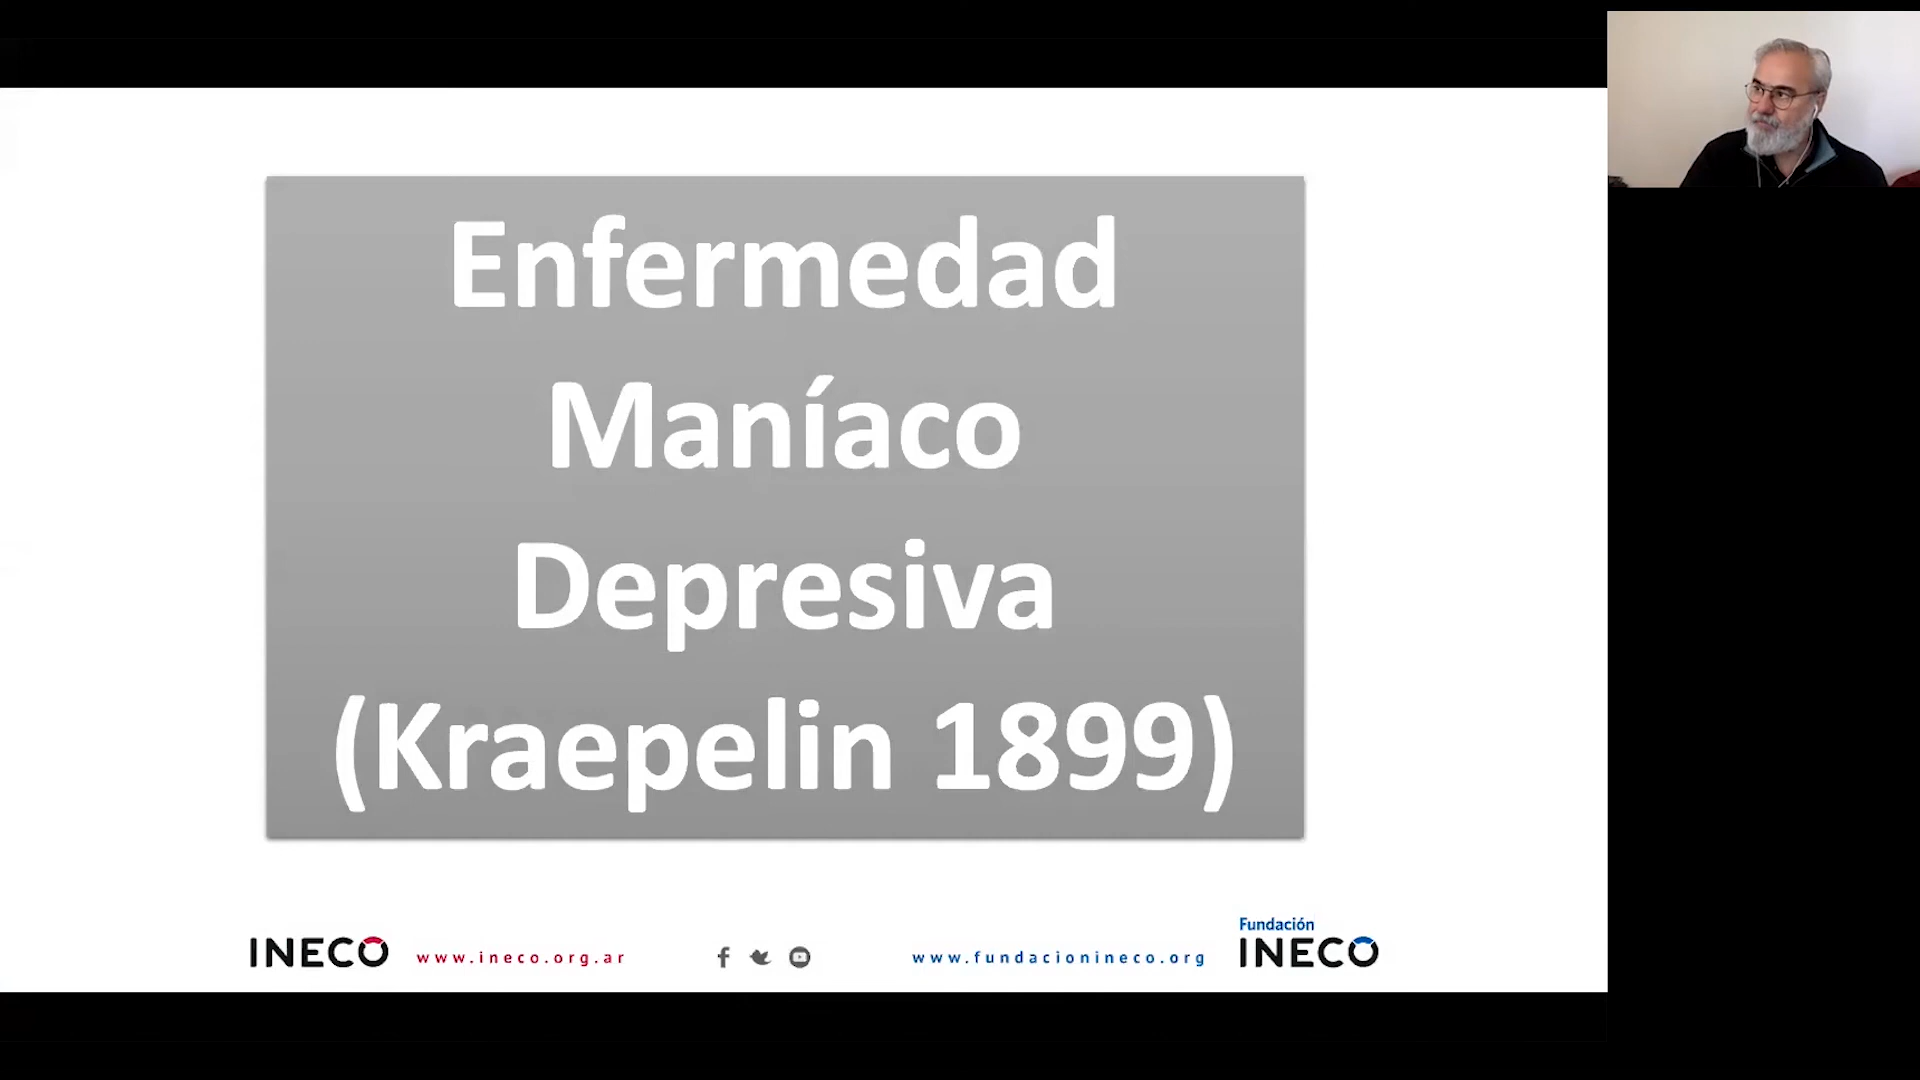 Enfermedad
Maníaco
Depresiva
(Kraepelin 1899)
INECO www.ineco.org.ar www.fundacionineco.org Fundación INECO